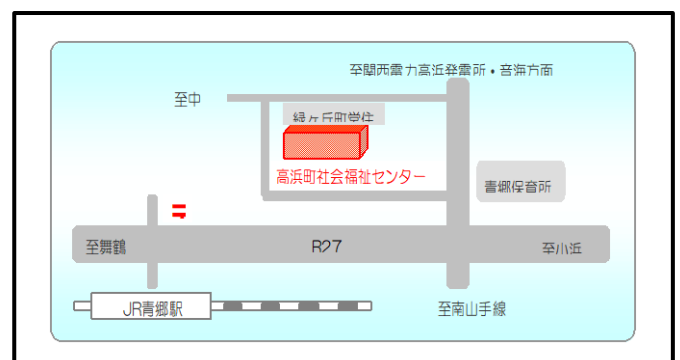 至関西電力高浜発電所・音海方面
至中
緑ヶ丘町営住
高浜町社会福祉センター
青郷保育所
至舞鶴
R27
至小浜
JR青郷駅
至南山手線